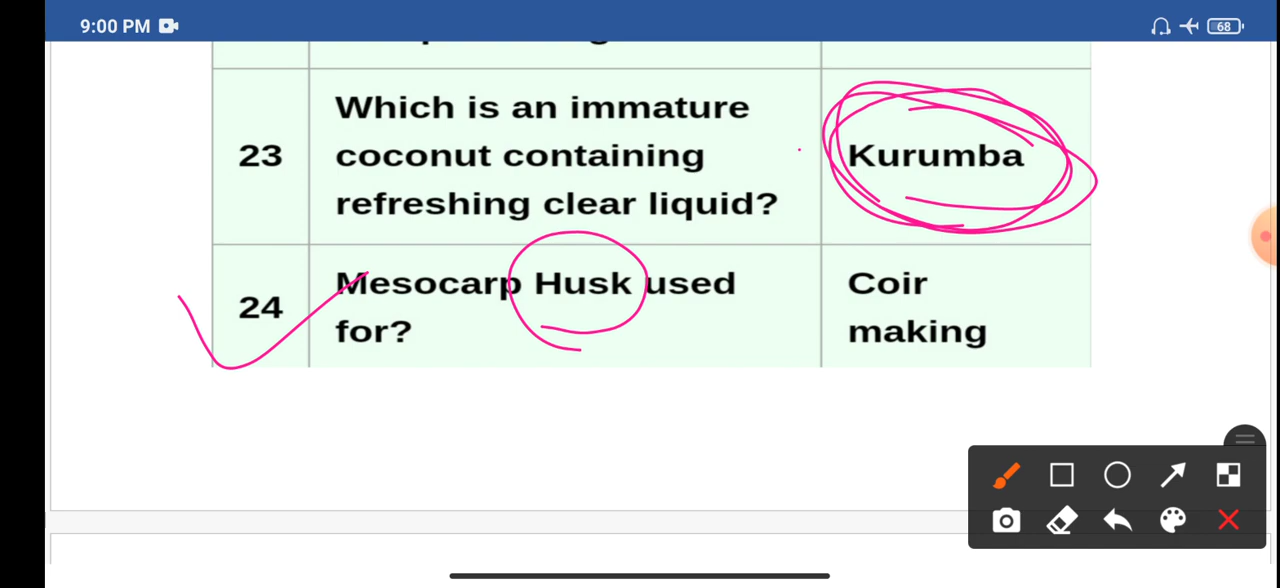 9:00 PM
68
23
Which is an immature
coconut containing
refreshing clear liquid?
Kurumba
24
Mesocarp Husk used
for?
Coir
making